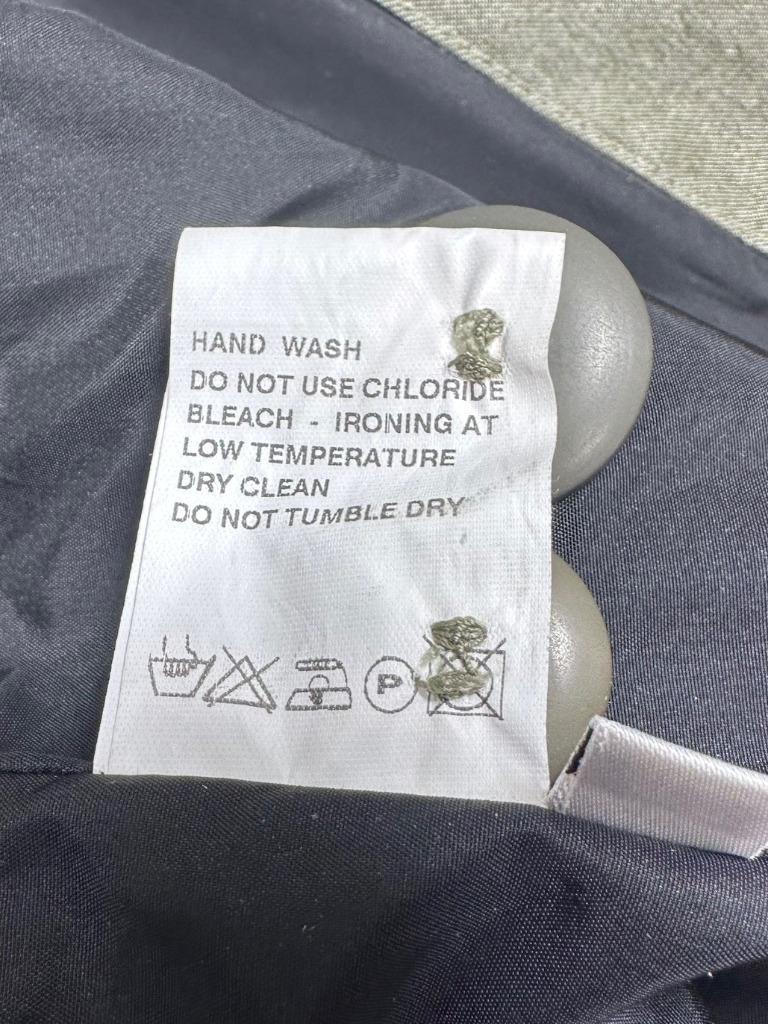 HAND WASH
DO NOT USE CHLORIDE
BLEACH - IRONING AT
LOW TEMPERATURE
DRY CLEAN
DO NOT TUMBLE DRY
P